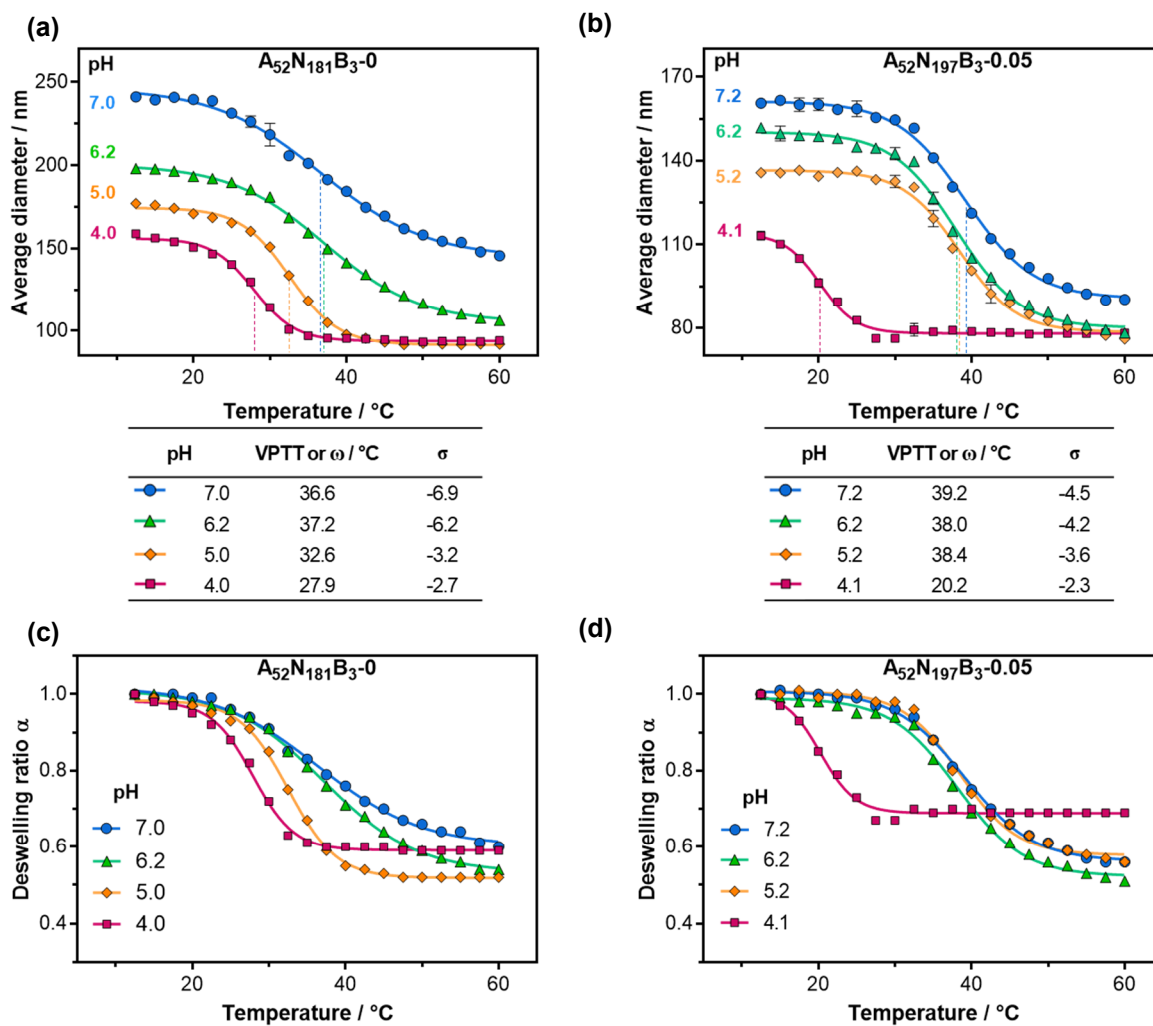 (a)
A52N181B3-0
pH
7.0
6.2
5.0
4.0
Average diameter / nm
250
200
150
100
20
40
60
Temperature / °C
pH VPTT or ω / °C σ
7.0 36.6 -6.9
6.2 37.2 -6.2
5.0 32.6 -3.2
4.0 27.9 -2.7
(b)
A52N197B3-0.05
pH
7.2
6.2
5.2
4.1
Average diameter / nm
170
140
110
80
20
40
60
Temperature / °C
pH VPTT or ω / °C σ
7.2 39.2 -4.5
6.2 38.0 -4.2
5.2 38.4 -3.6
4.1 20.2 -2.3
(c)
A52N181B3-0
Deswelling ratio α
1.0
0.8
0.6
0.4
pH
7.0
6.2
5.0
4.0
20
40
60
Temperature / °C
(d)
A52N197B3-0.05
Deswelling ratio α
1.0
0.8
0.6
0.4
pH
7.2
6.2
5.2
4.1
20
40
60
Temperature / °C